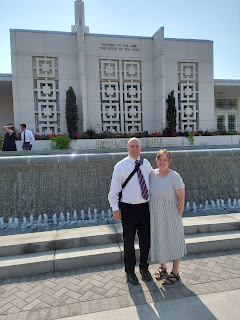 HOLINESS TO THE LORD
THE HOUSE OF THE LORD